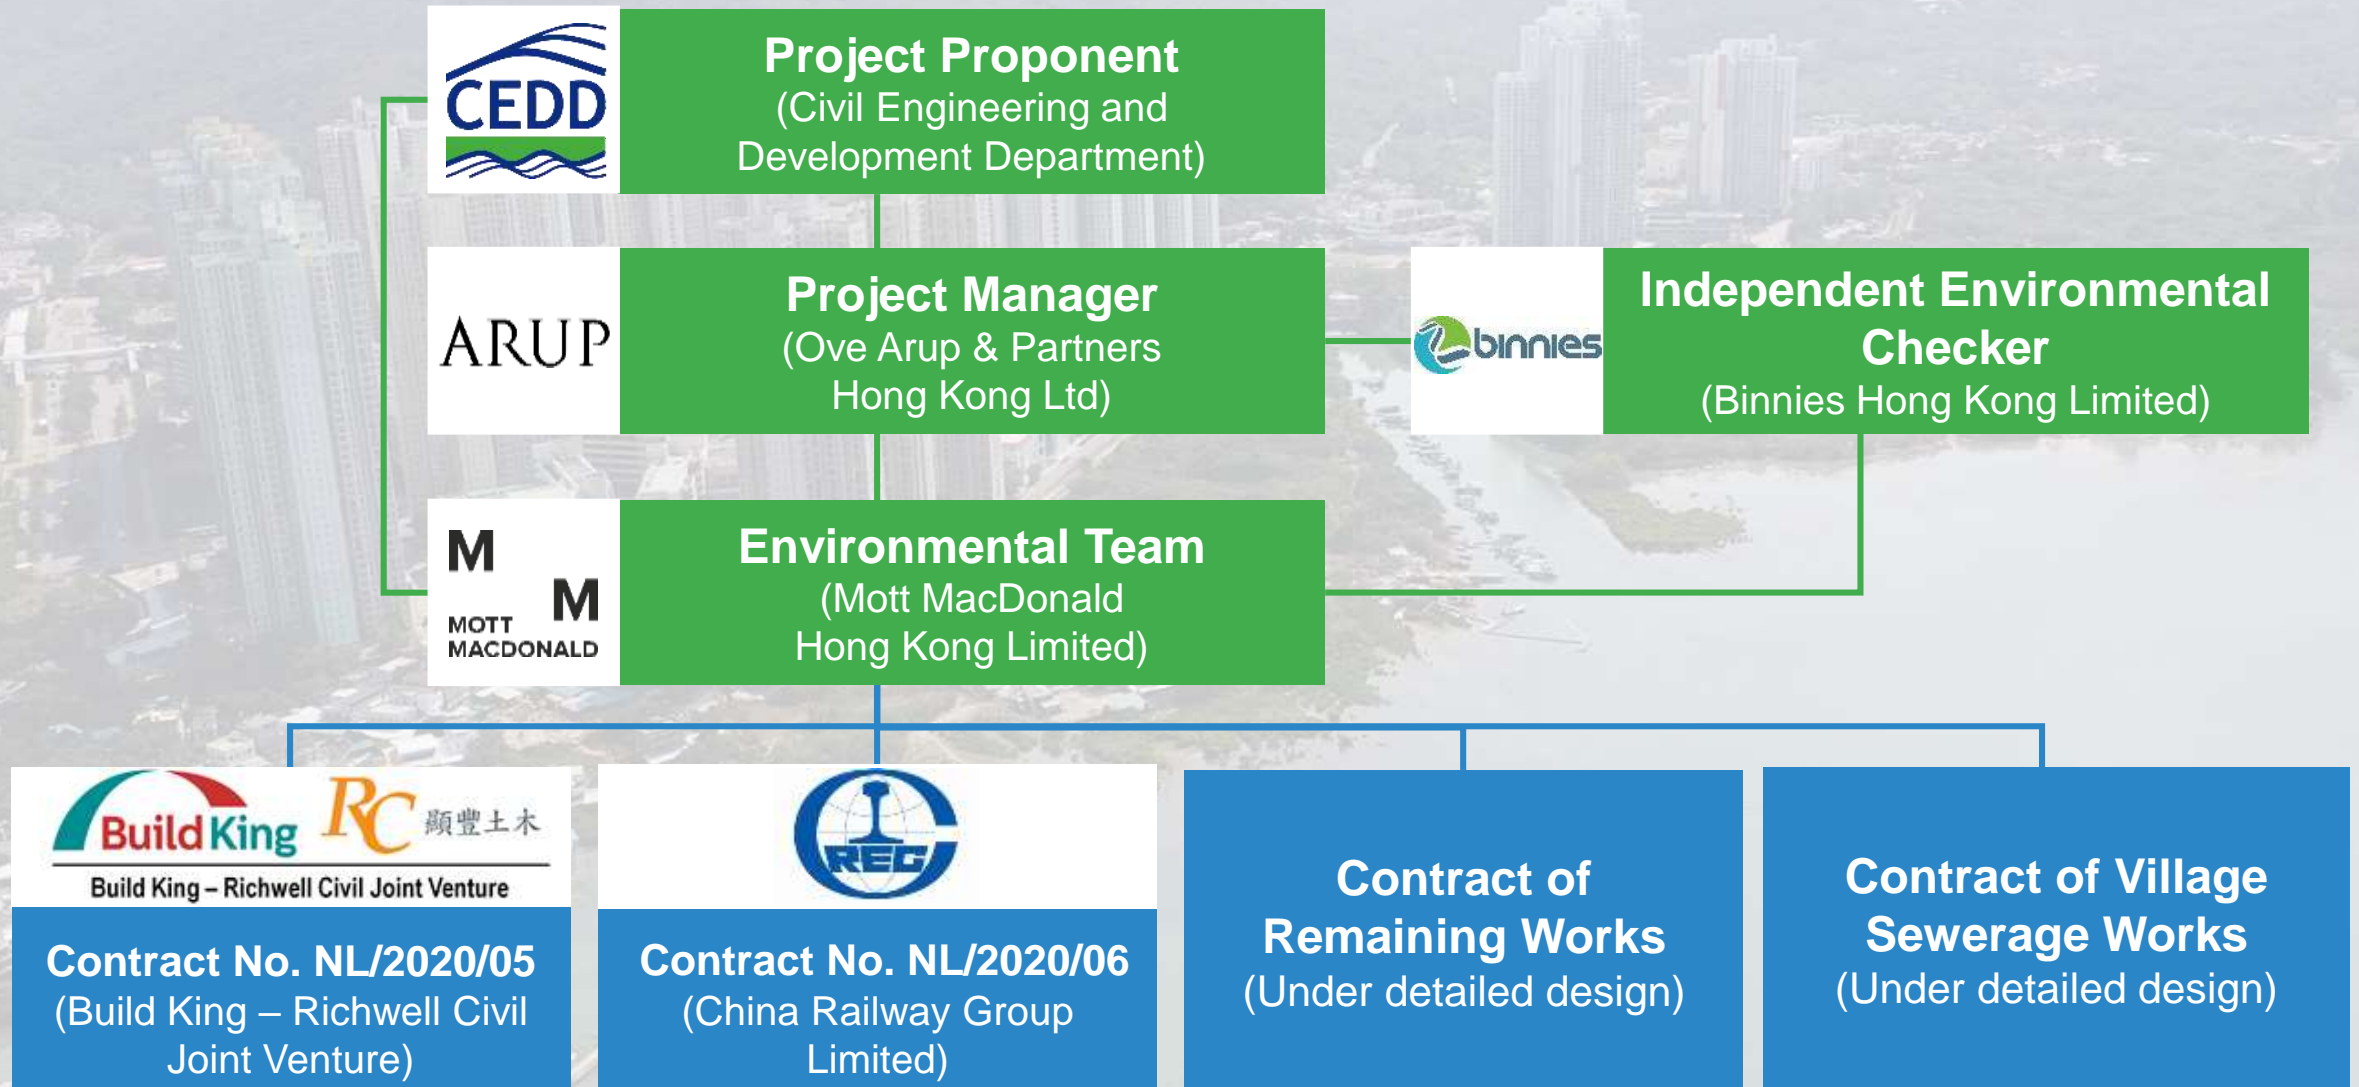 CEDD
Project Proponent
(Civil Engineering and
Development Department)
ARUP
Project Manager
(Ove Arup & Partners
Hong Kong Ltd)
binnies
Independent Environmental
Checker
(Binnies Hong Kong Limited)
M
M
MOTT
MACDONALD
Environmental Team
(Mott MacDonald
Hong Kong Limited)
Build King
RC 顯豐土木
Build King – Richwell Civil Joint Venture
Contract No. NL/2020/05
(Build King – Richwell Civil
Joint Venture)
CREC
Contract No. NL/2020/06
(China Railway Group
Limited)
Contract of
Remaining Works
(Under detailed design)
Contract of Village
Sewerage Works
(Under detailed design)